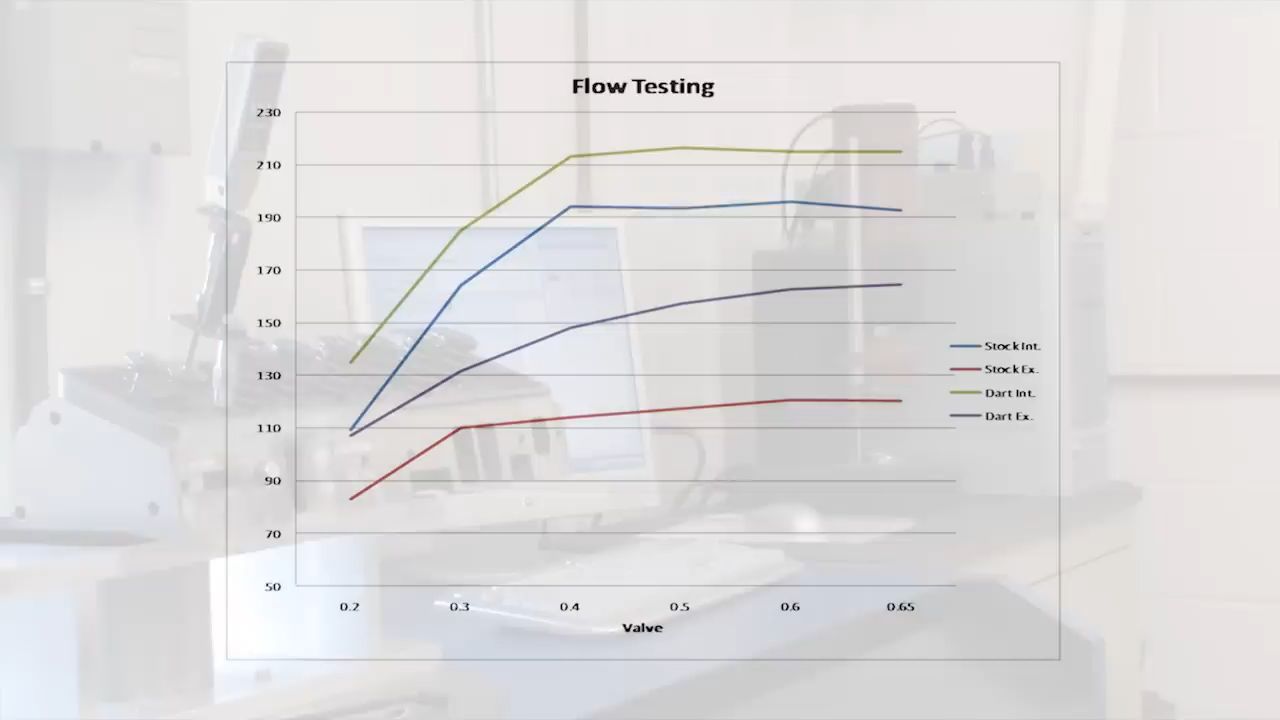 Flow Testing
230
210
190
170
150
130
110
90
70
50
0.2 0.3 0.4 0.5 0.6 0.65
Valve
Stock Int.
Stock Ex.
Dart Int.
Dart Ex.